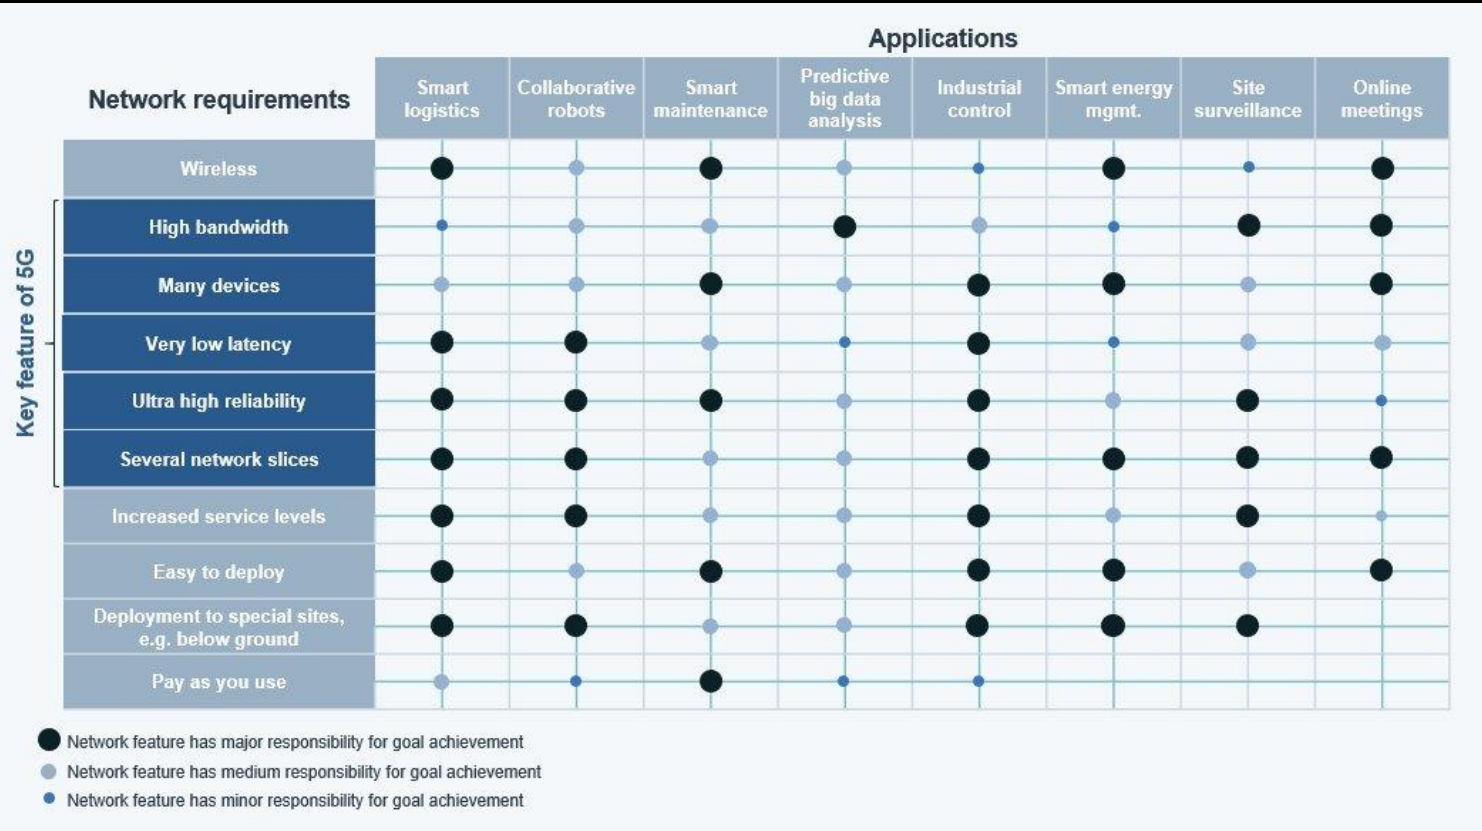 Applications
Network requirements
Smart
logistics
Collaborative
robots
Smart
maintenance
Predictive
big data
analysis
Industrial
control
Smart energy
mgmt.
Site
surveillance
Online
meetings
Key feature of 5G
Wireless
High bandwidth
Many devices
Very low latency
Ultra high reliability
Several network slices
Increased service levels
Easy to deploy
Deployment to special sites,
e.g. below ground
Pay as you use
Network feature has major responsibility for goal achievement
Network feature has medium responsibility for goal achievement
Network feature has minor responsibility for goal achievement